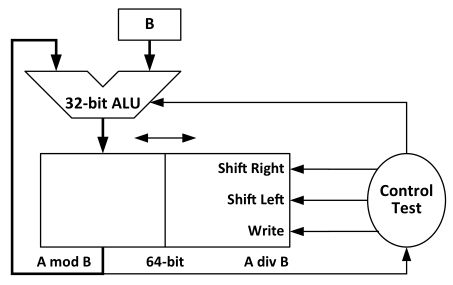 B
32-bit ALU
Shift Right
Shift Left
Write
Control
Test
A mod B
64-bit
A div B